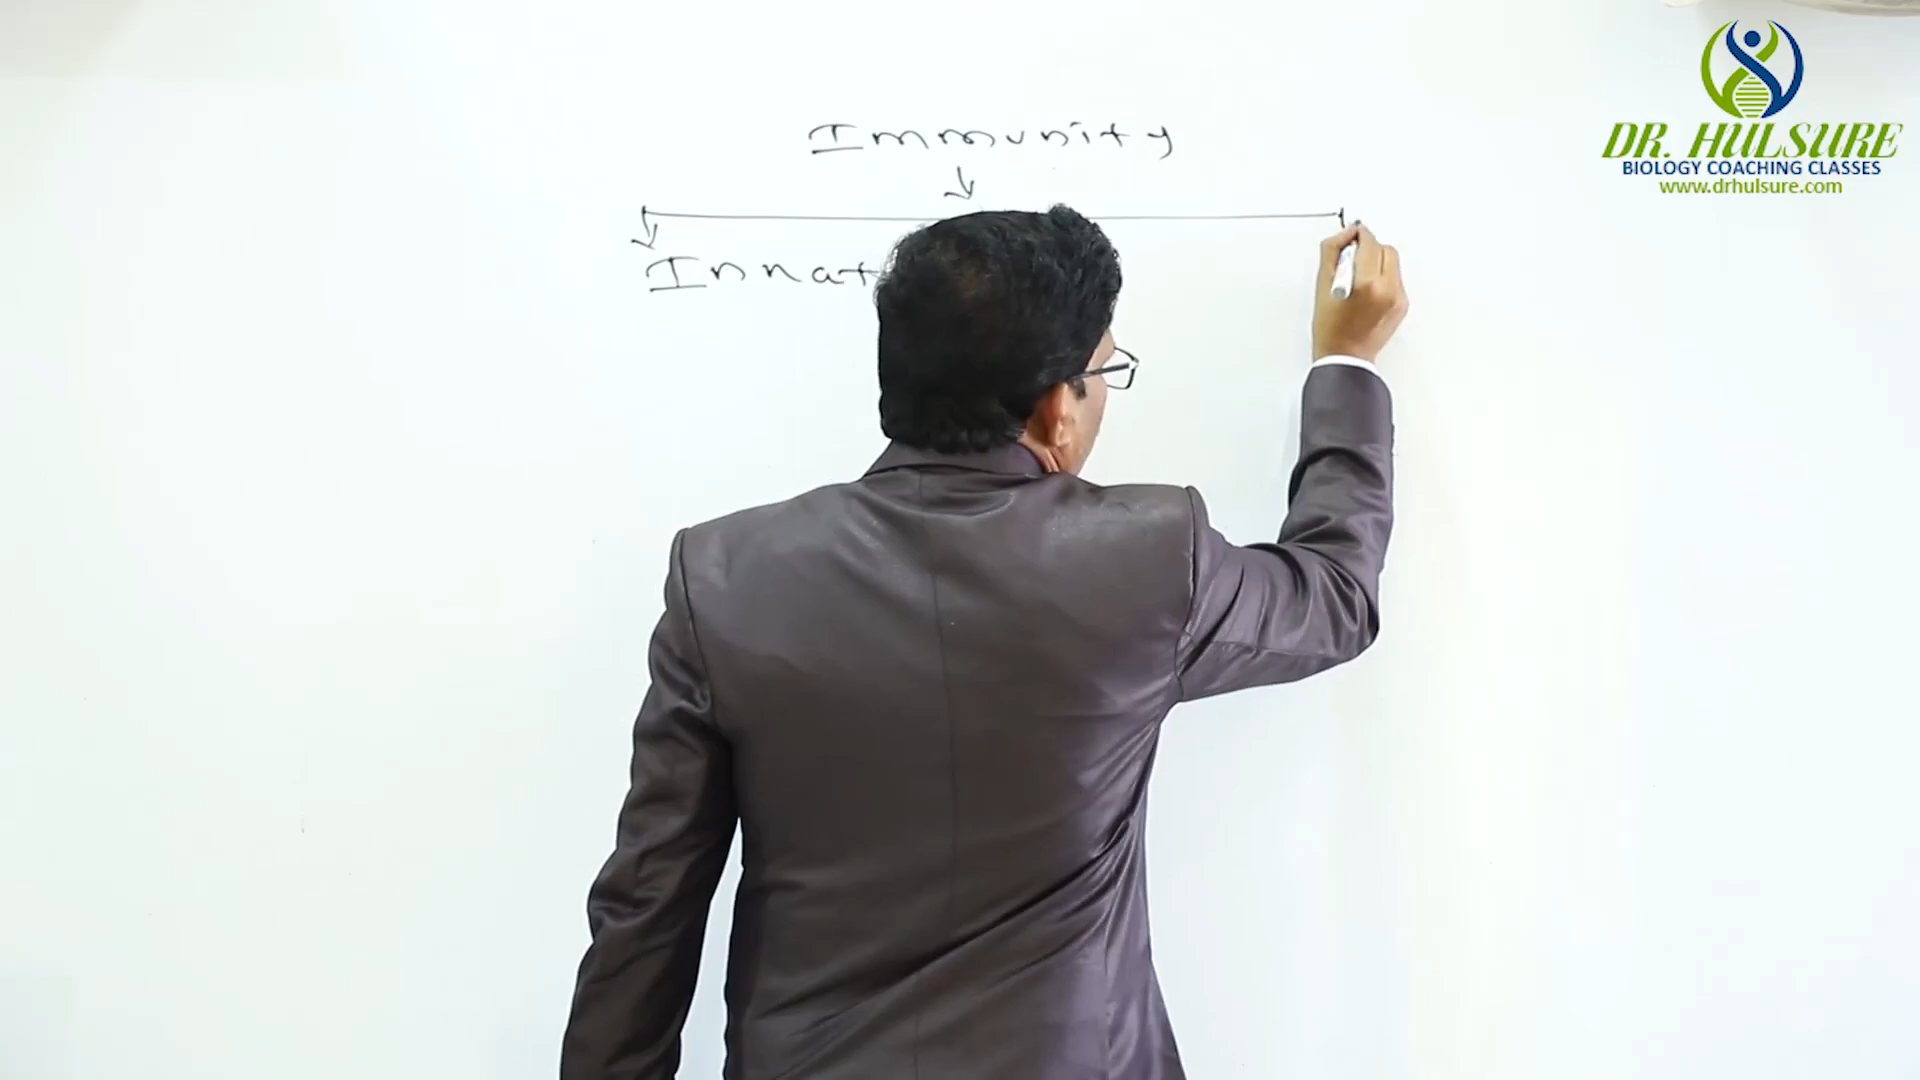 Immunity
Innat
DR. HULSURE
BIOLOGY COACHING CLASSES
www.drhulsure.com